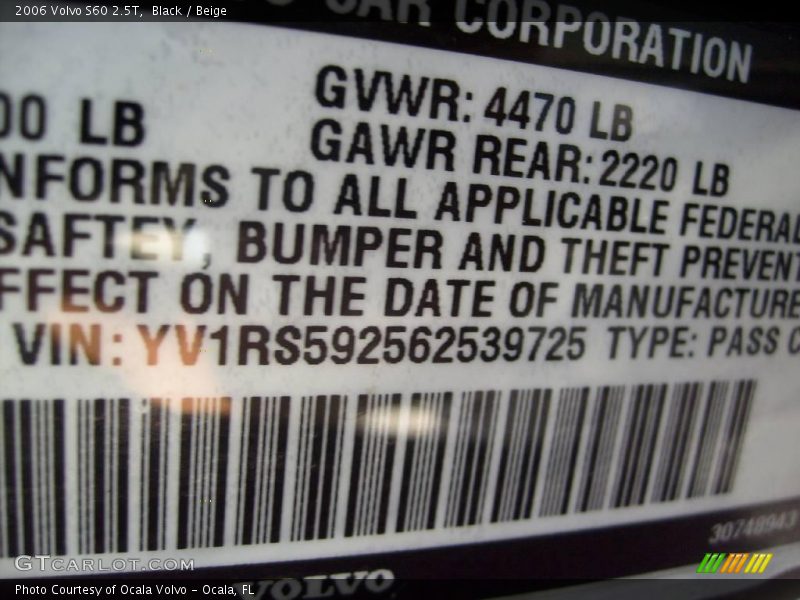 2006 Volvo S60 2.5T,  Black / Beige
CAR CORPORATION
GVWR: 4470 LB
00 LB
GAWR REAR: 2220 LB
NFORMS TO ALL APPLICABLE FEDERAL
SAFTEY, BUMPER AND THEFT PREVENT
FFECT ON THE DATE OF MANUFACTURE
VIN: YV1RS592562539725 TYPE: PASS C
30748943
GTCARLOT.COM
VOLVO
Photo Courtesy of Ocala Volvo - Ocala, FL